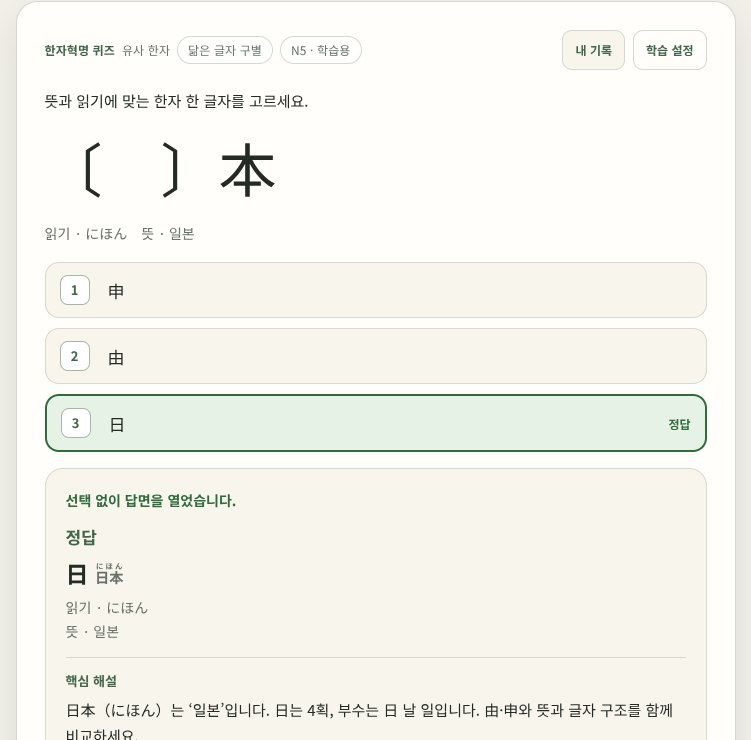 한자혁명 퀴즈 유사 한자 닮은 글자 구별 N5 · 학습용 내 기록 학습 설정
뜻과 읽기에 맞는 한자 한 글자를 고르세요.
〔　〕本
읽기 · にほん 뜻 · 일본
1 申
2 由
3 日 정답
선택 없이 답면을 열었습니다.
정답
日 日本 にほん
읽기 · にほん
뜻 · 일본
핵심 해설
日本（にほん）는 ‘일본’입니다. 日는 4획, 부수는 日 날 일입니다. 由·申와 뜻과 글자 구조를 함께
비교하세요.